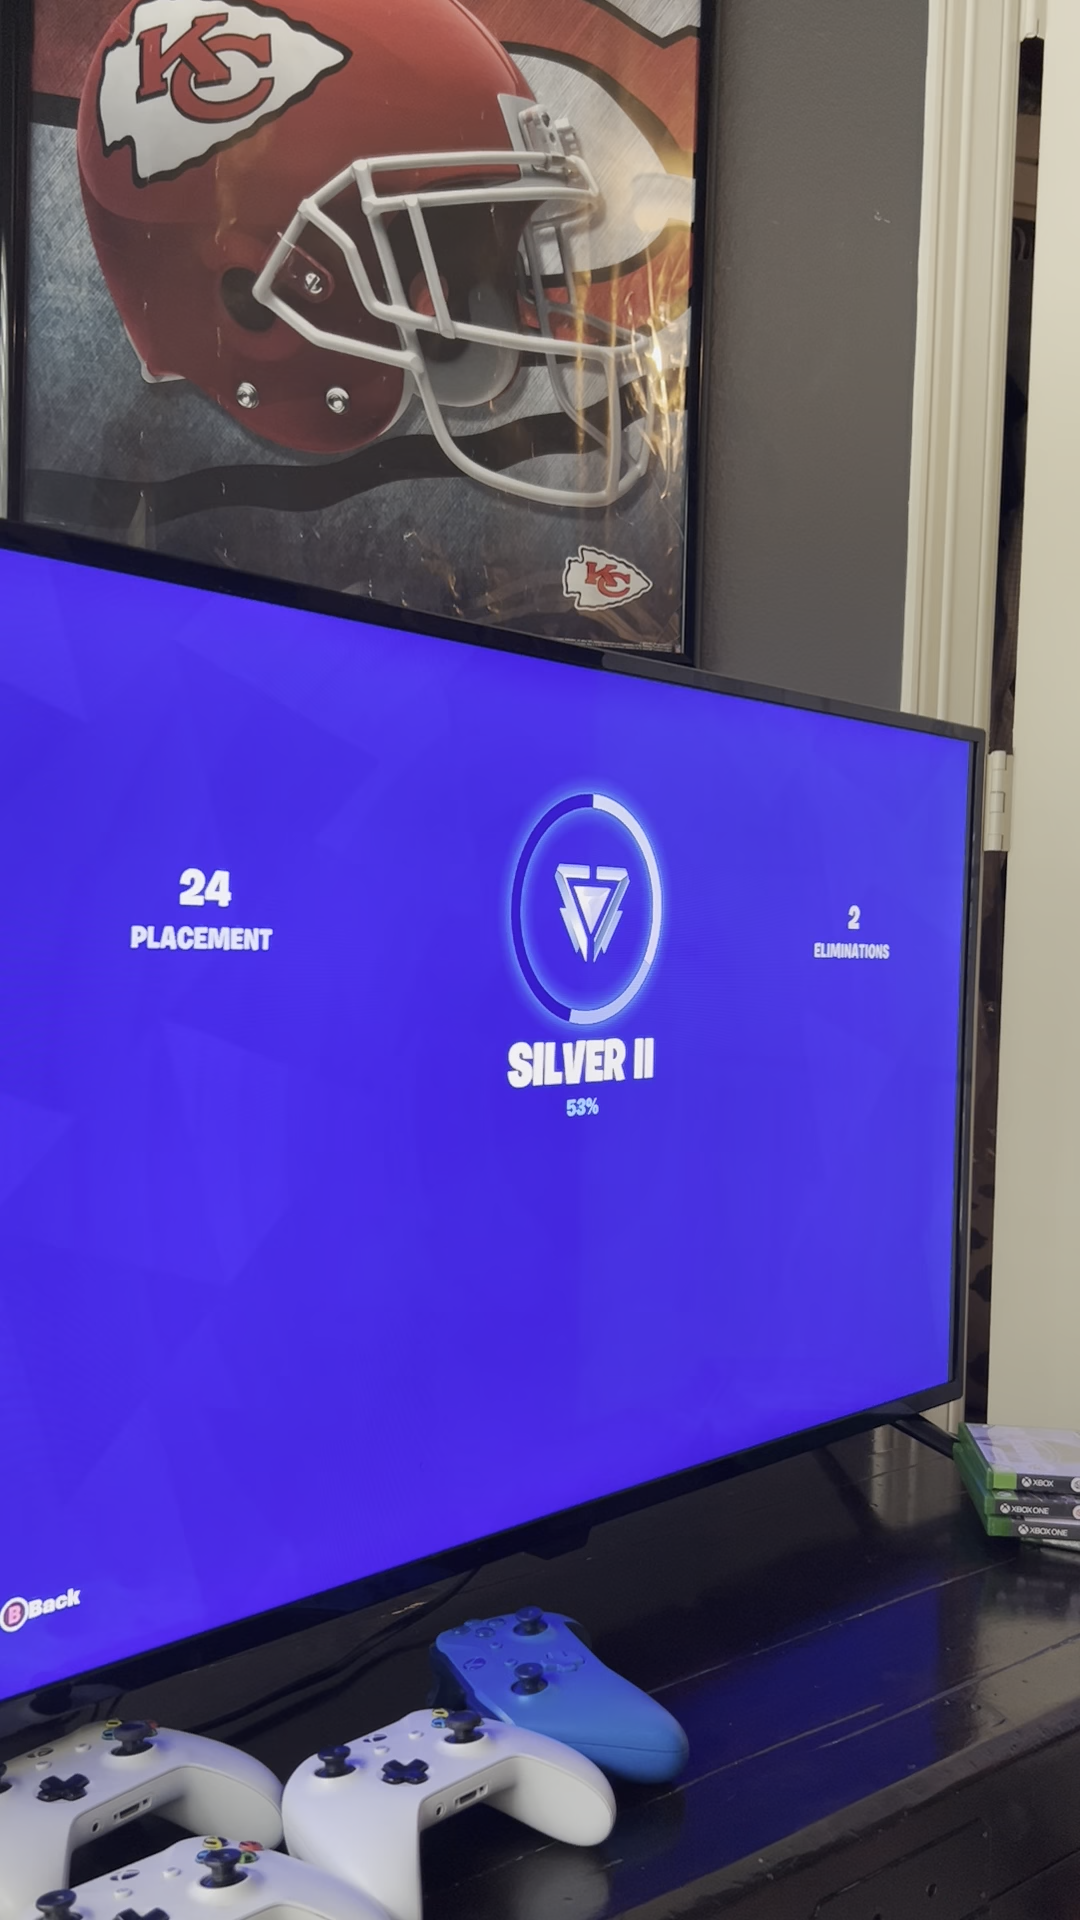 KC
KC
24
PLACEMENT
SILVER II
53%
2
ELIMINATIONS
B Back
XBOX
XBOX ONE
XBOX ONE